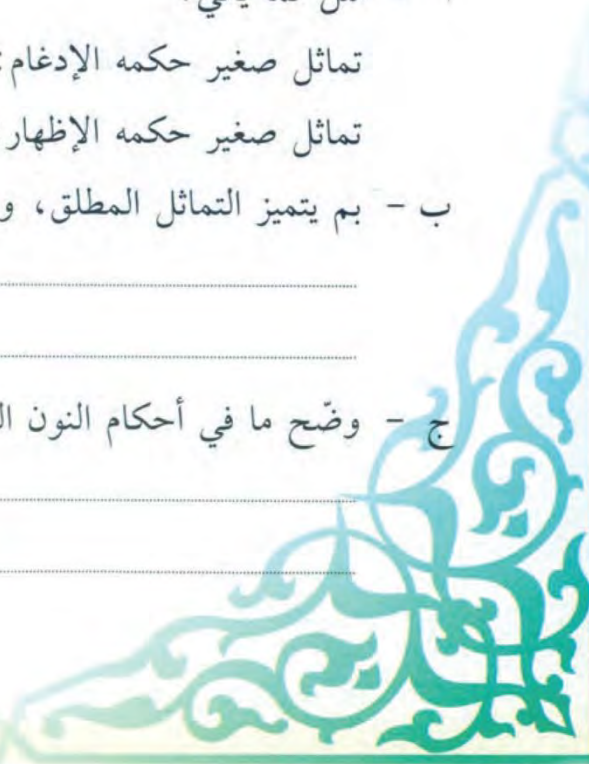 تماثل صغير حكمه الإدغام:
تماثل صغير حكمه الإظهار
ب - بم يتميز التماثل المطلق، و
ج - وضّح ما في أحكام النون ال